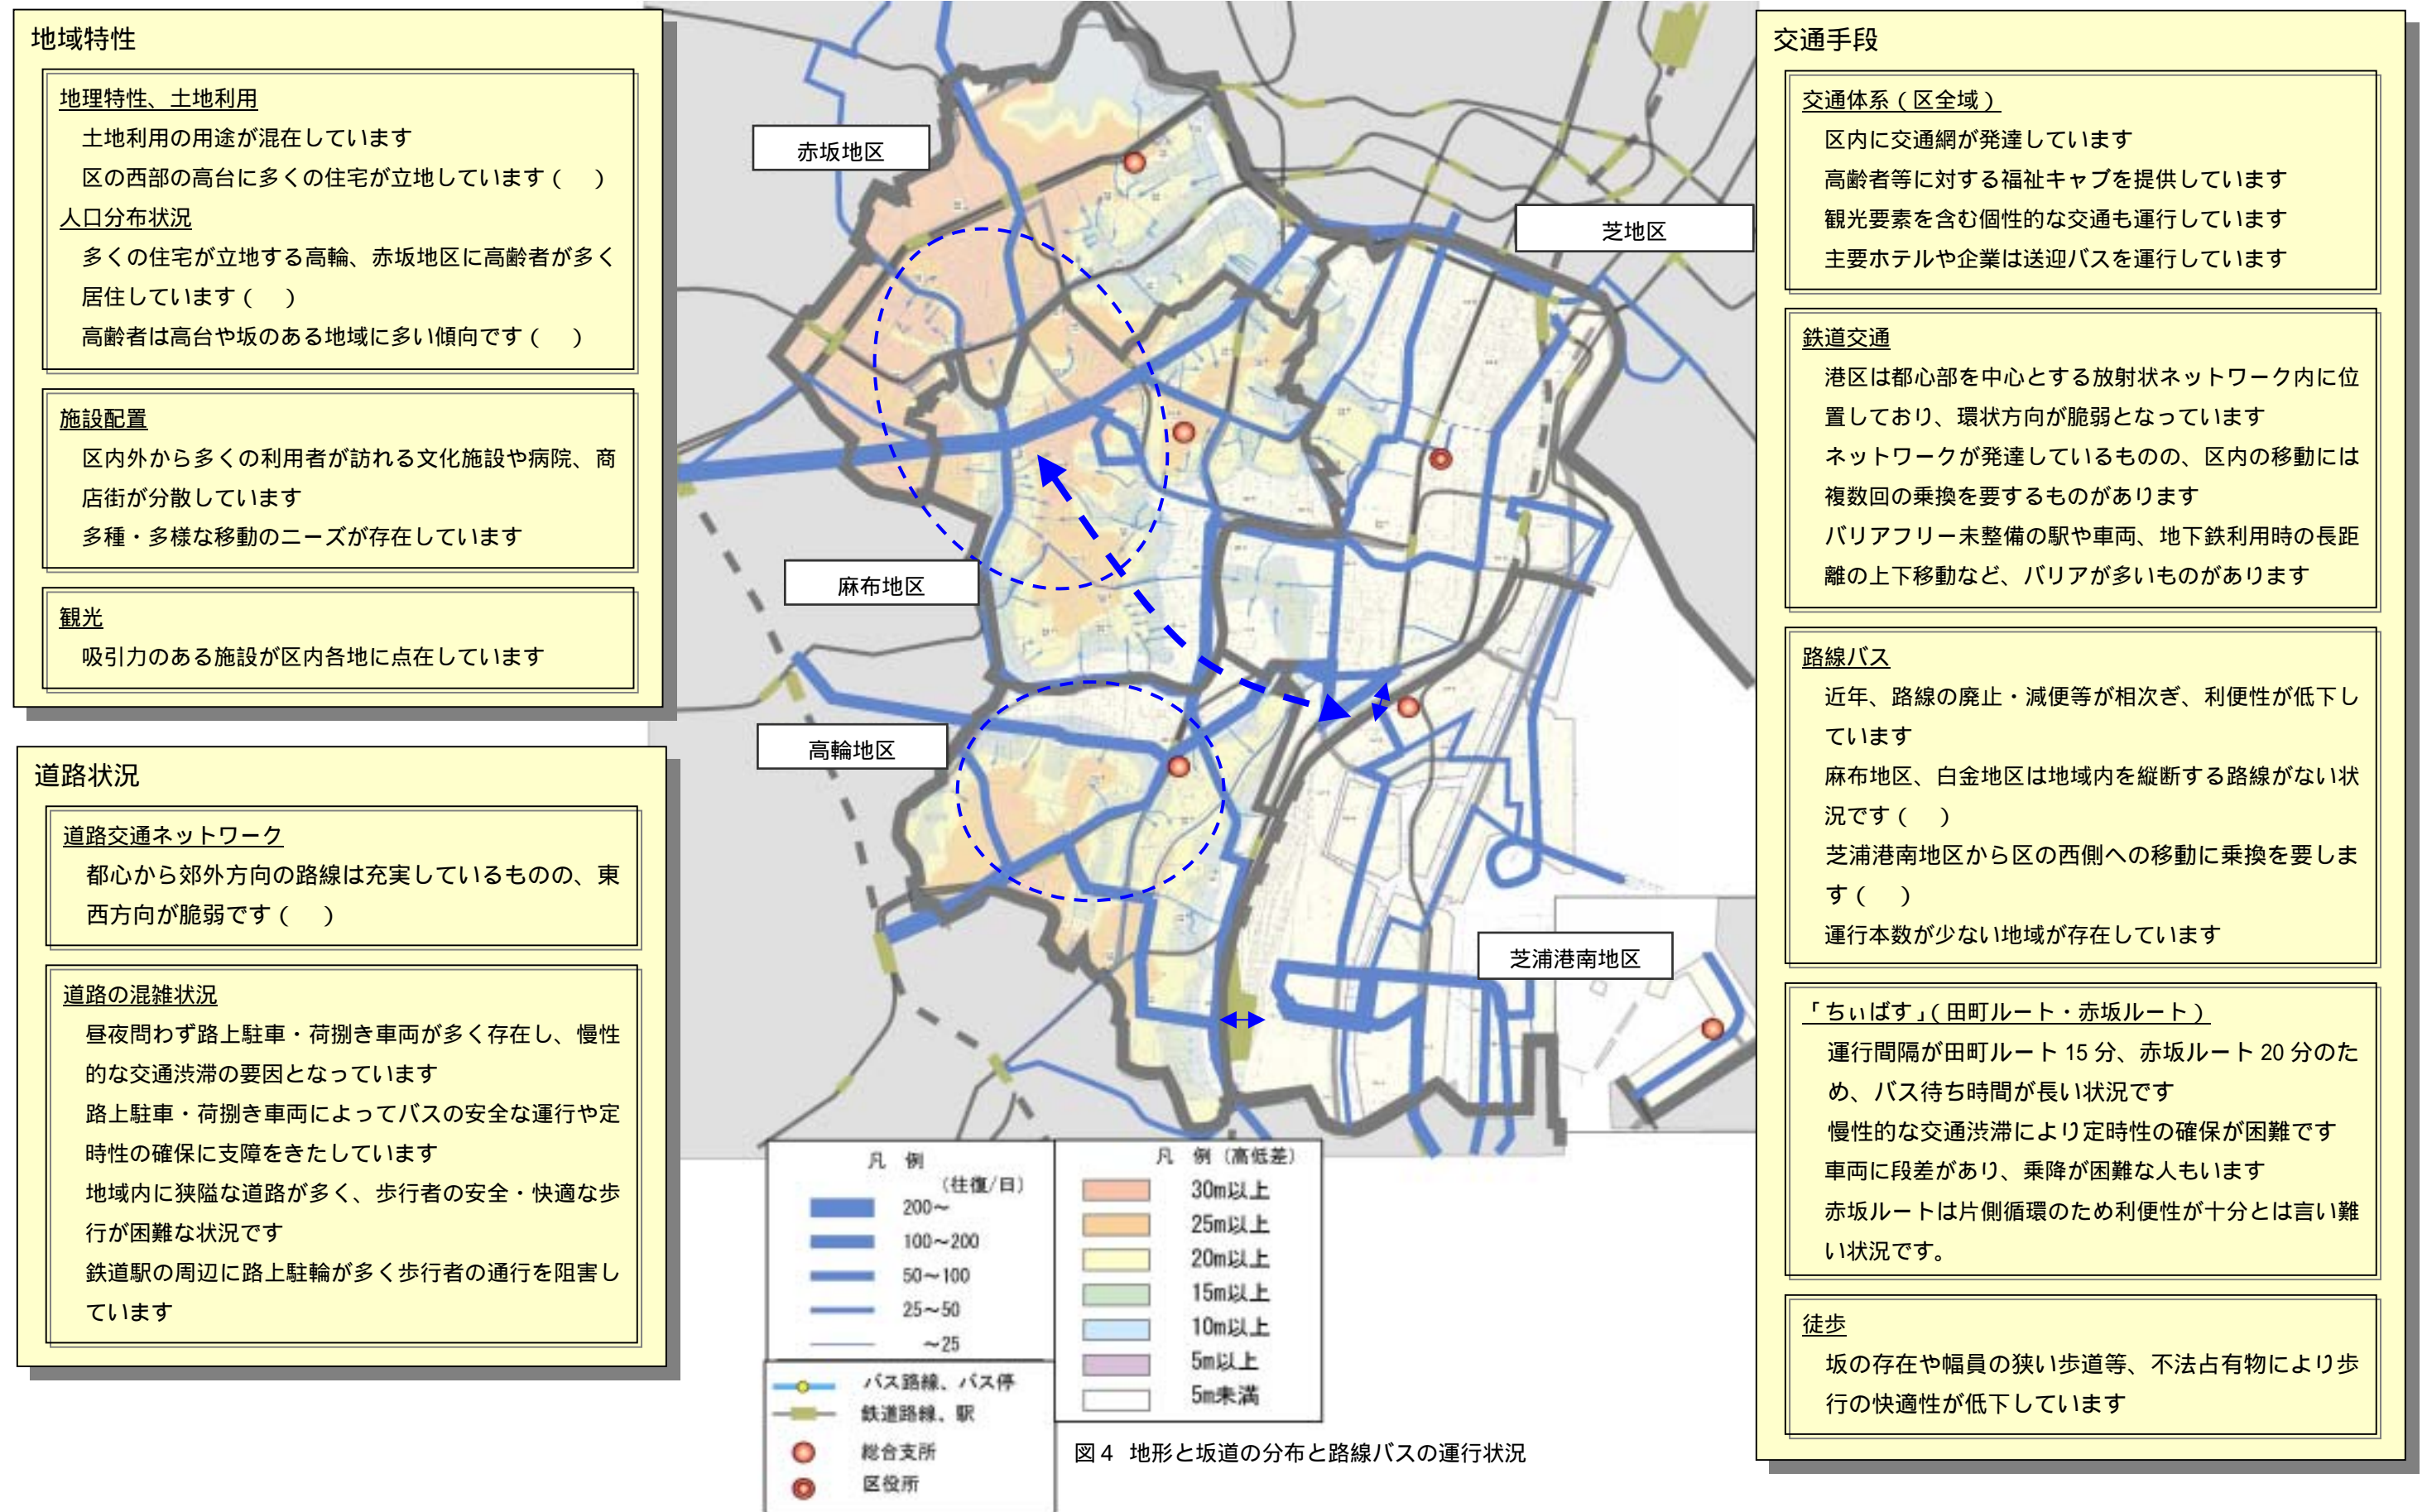 地域特性
地理特性、土地利用
土地利用の用途が混在しています
区の西部の高台に多くの住宅が立地しています（　）
人口分布状況
多くの住宅が立地する高輪、赤坂地区に高齢者が多く
居住しています（　）
高齢者は高台や坂のある地域に多い傾向です（　）
施設配置
区内外から多くの利用者が訪れる文化施設や病院、商
店街が分散しています
多種・多様な移動のニーズが存在しています
観光
吸引力のある施設が区内各地に点在しています
道路状況
道路交通ネットワーク
都心から郊外方向の路線は充実しているものの、東
西方向が脆弱です（　）
道路の混雑状況
昼夜問わず路上駐車・荷捌き車両が多く存在し、慢性
的な交通渋滞の要因となっています
路上駐車・荷捌き車両によってバスの安全な運行や定
時性の確保に支障をきたしています
地域内に狭隘な道路が多く、歩行者の安全・快適な歩
行が困難な状況です
鉄道駅の周辺に路上駐輪が多く歩行者の通行を阻害し
ています
赤坂地区
芝地区
麻布地区
高輪地区
芝浦港南地区
凡 例
(往復/日)
200～
100～200
50～100
25～50
～25
バス路線、バス停
鉄道路線、駅
総合支所
区役所
凡 例（高低差）
30m以上
25m以上
20m以上
15m以上
10m以上
5m以上
5m未満
図４ 地形と坂道の分布と路線バスの運行状況
交通手段
交通体系（区全域）
区内に交通網が発達しています
高齢者等に対する福祉キャブを提供しています
観光要素を含む個性的な交通も運行しています
主要ホテルや企業は送迎バスを運行しています
鉄道交通
港区は都心部を中心とする放射状ネットワーク内に位
置しており、環状方向が脆弱となっています
ネットワークが発達しているものの、区内の移動には
複数回の乗換を要するものがあります
バリアフリー未整備の駅や車両、地下鉄利用時の長距
離の上下移動など、バリアが多いものがあります
路線バス
近年、路線の廃止・減便等が相次ぎ、利便性が低下し
ています
麻布地区、白金地区は地域内を縦断する路線がない状
況です（　）
芝浦港南地区から区の西側への移動に乗換を要しま
す（　）
運行本数が少ない地域が存在しています
「ちぃばす」（田町ルート・赤坂ルート）
運行間隔が田町ルート 15 分、赤坂ルート 20 分のた
め、バス待ち時間が長い状況です
慢性的な交通渋滞により定時性の確保が困難です
車両に段差があり、乗降が困難な人もいます
赤坂ルートは片側循環のため利便性が十分とは言い難
い状況です。
徒歩
坂の存在や幅員の狭い歩道等、不法占有物により歩
行の快適性が低下しています